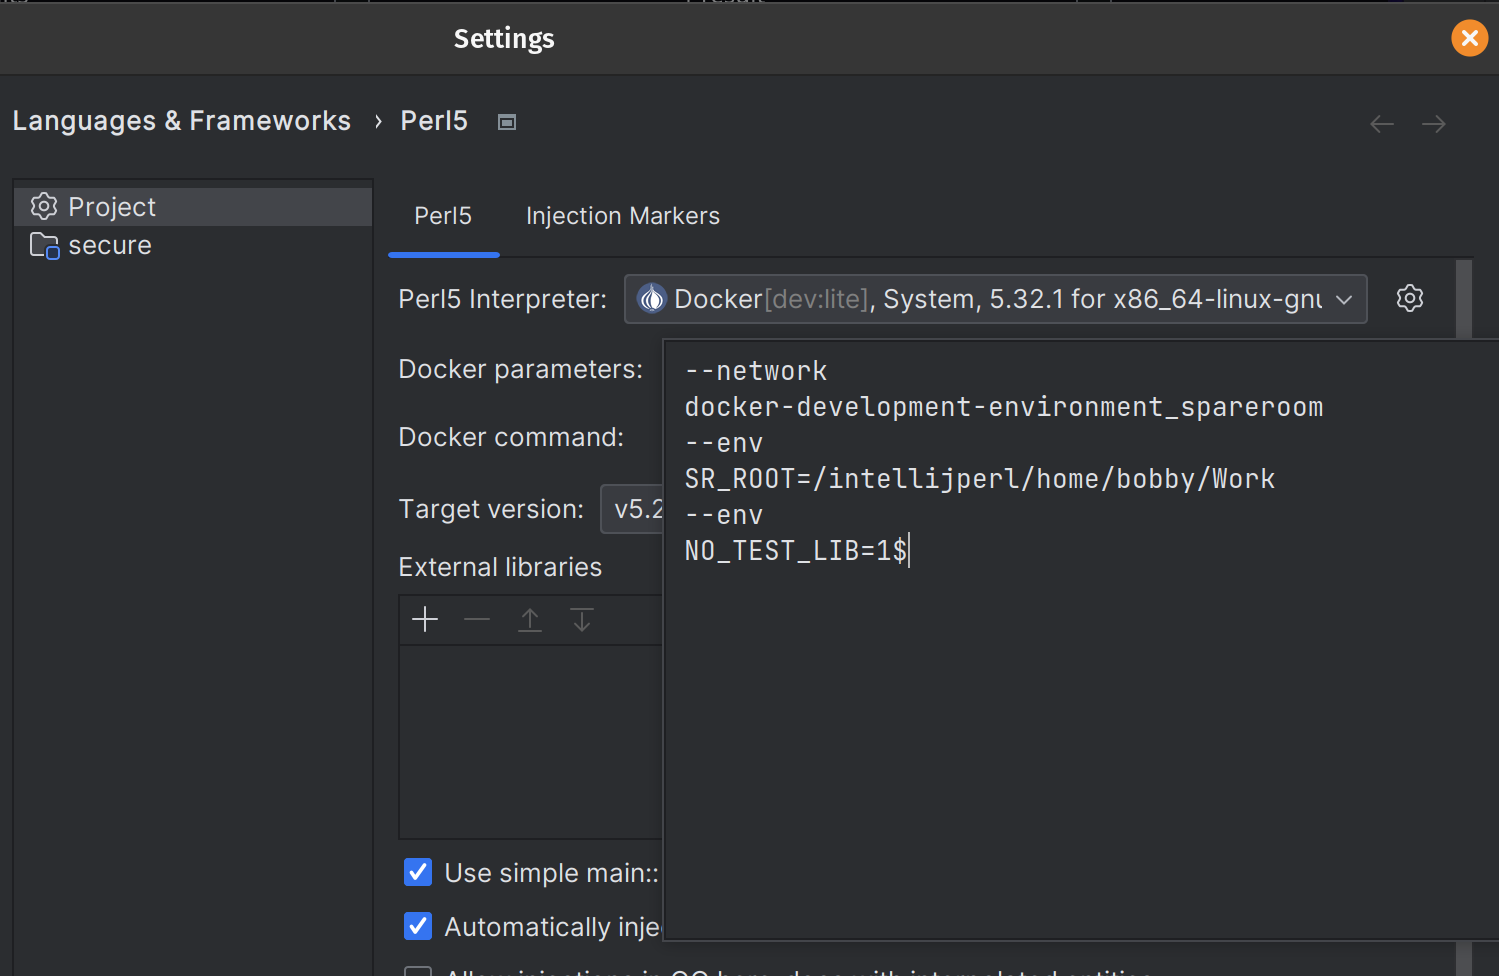 Settings
Languages & Frameworks › Perl5
Project
secure
Perl5 Injection Markers
Perl5 Interpreter: Docker[dev:lite], System, 5.32.1 for x86_64-linux-gnu
Docker parameters:
--network
docker-development-environment_spareroom
--env
SR_ROOT=/intellijperl/home/bobby/Work
--env
NO_TEST_LIB=1$
Docker command:
Target version: v5.2
External libraries
Use simple main::
Automatically inje